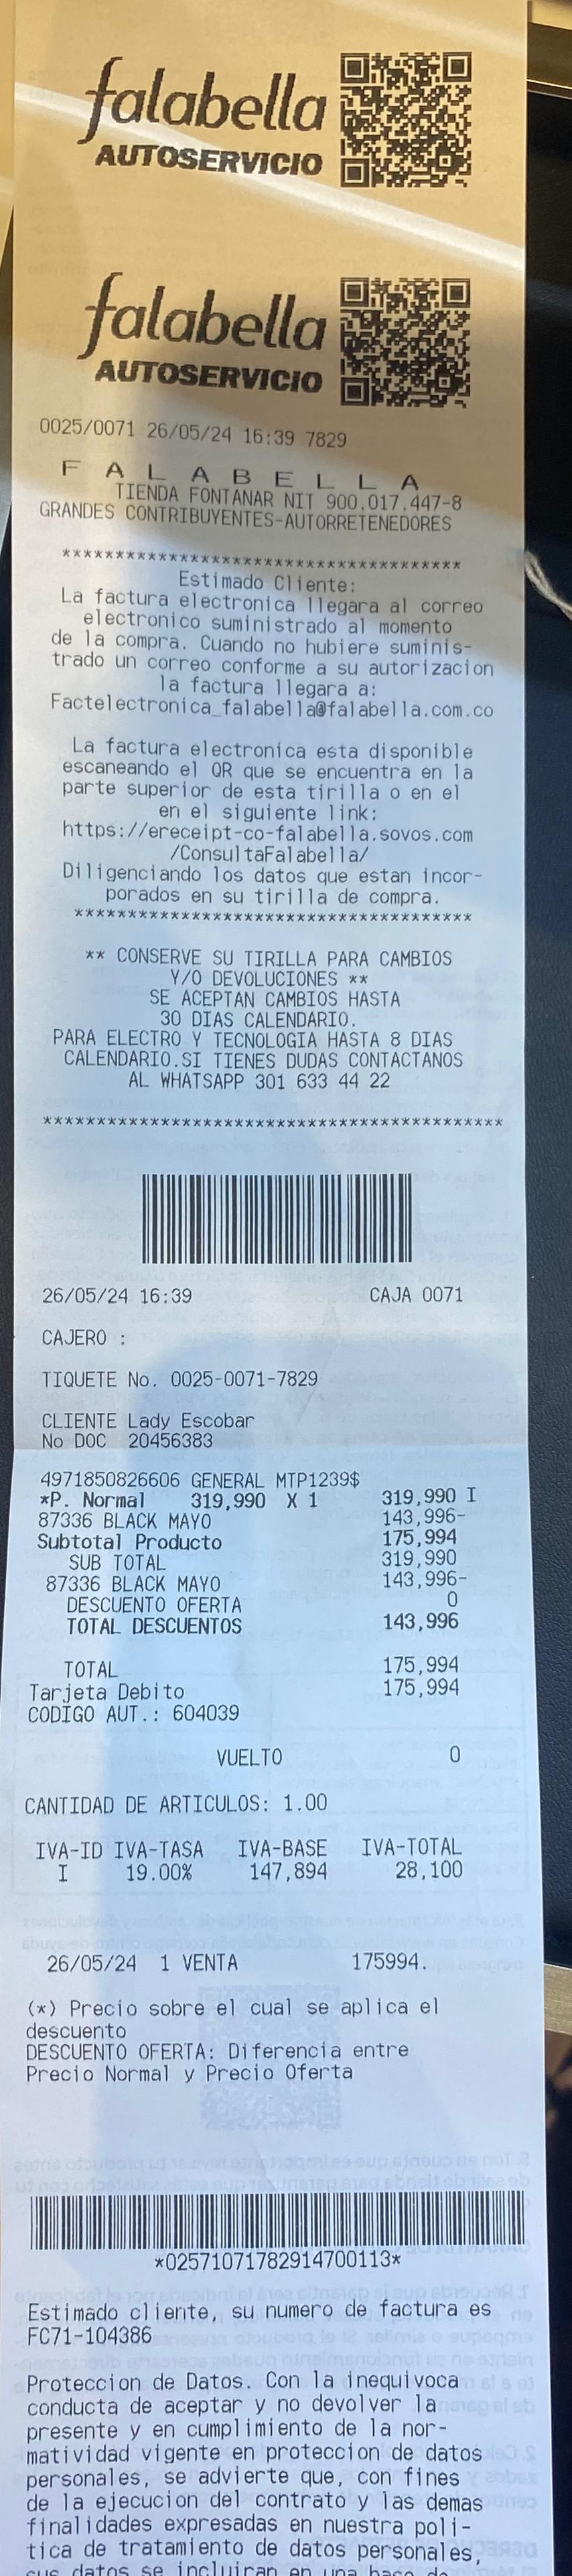 falabella
AUTOSERVICIO
falabella
AUTOSERVICIO
0025/0071 26/05/24 16:39 7829
F A L A B E L L A
TIENDA FONTANAR NIT 900.017.447-8
GRANDES CONTRIBUYENTES-AUTORRETENEDORES
**************************************
Estimado Cliente:
La factura electronica llegara al correo
electronico suministrado al momento
de la compra. Cuando no hubiere suminis-
trado un correo conforme a su autorizacion
la factura llegara a:
Factelectronica_falabella@falabella.com.co
La factura electronica esta disponible
escaneando el QR que se encuentra en la
parte superior de esta tirilla o en el
en el siguiente link:
https://ereceipt-co-falabella.sovos.com
/ConsultaFalabella/
Diligenciando los datos que estan incor-
porados en su tirilla de compra.
**************************************
** CONSERVE SU TIRILLA PARA CAMBIOS
Y/O DEVOLUCIONES **
SE ACEPTAN CAMBIOS HASTA
30 DIAS CALENDARIO.
PARA ELECTRO Y TECNOLOGIA HASTA 8 DIAS
CALENDARIO.SI TIENES DUDAS CONTACTANOS
AL WHATSAPP 301 633 44 22
********************************************
26/05/24 16:39 CAJA 0071
CAJERO :
TIQUETE No. 0025-0071-7829
CLIENTE Lady Escobar
No DOC 20456383
4971850826606 GENERAL MTP1239$
*P. Normal 319,990 X 1 319,990 I
87336 BLACK MAYO 143,996-
Subtotal Producto 175,994
SUB TOTAL 319,990
87336 BLACK MAYO 143,996-
DESCUENTO OFERTA 0
TOTAL DESCUENTOS 143,996
TOTAL 175,994
Tarjeta Debito 175,994
CODIGO AUT.: 604039
VUELTO 0
CANTIDAD DE ARTICULOS: 1.00
IVA-ID IVA-TASA IVA-BASE IVA-TOTAL
I 19.00% 147,894 28,100
26/05/24 1 VENTA 175994.
(*) Precio sobre el cual se aplica el
descuento
DESCUENTO OFERTA: Diferencia entre
Precio Normal y Precio Oferta
*02571071782914700113*
Estimado cliente, su numero de factura es
FC71-104386
Proteccion de Datos. Con la inequivoca
conducta de aceptar y no devolver la
presente y en cumplimiento de la nor-
matividad vigente en proteccion de datos
personales, se advierte que, con fines
de la ejecucion del contrato y las demas
finalidades expresadas en nuestra poli-
tica de tratamiento de datos personales,
sus datos se incluiran en una base de